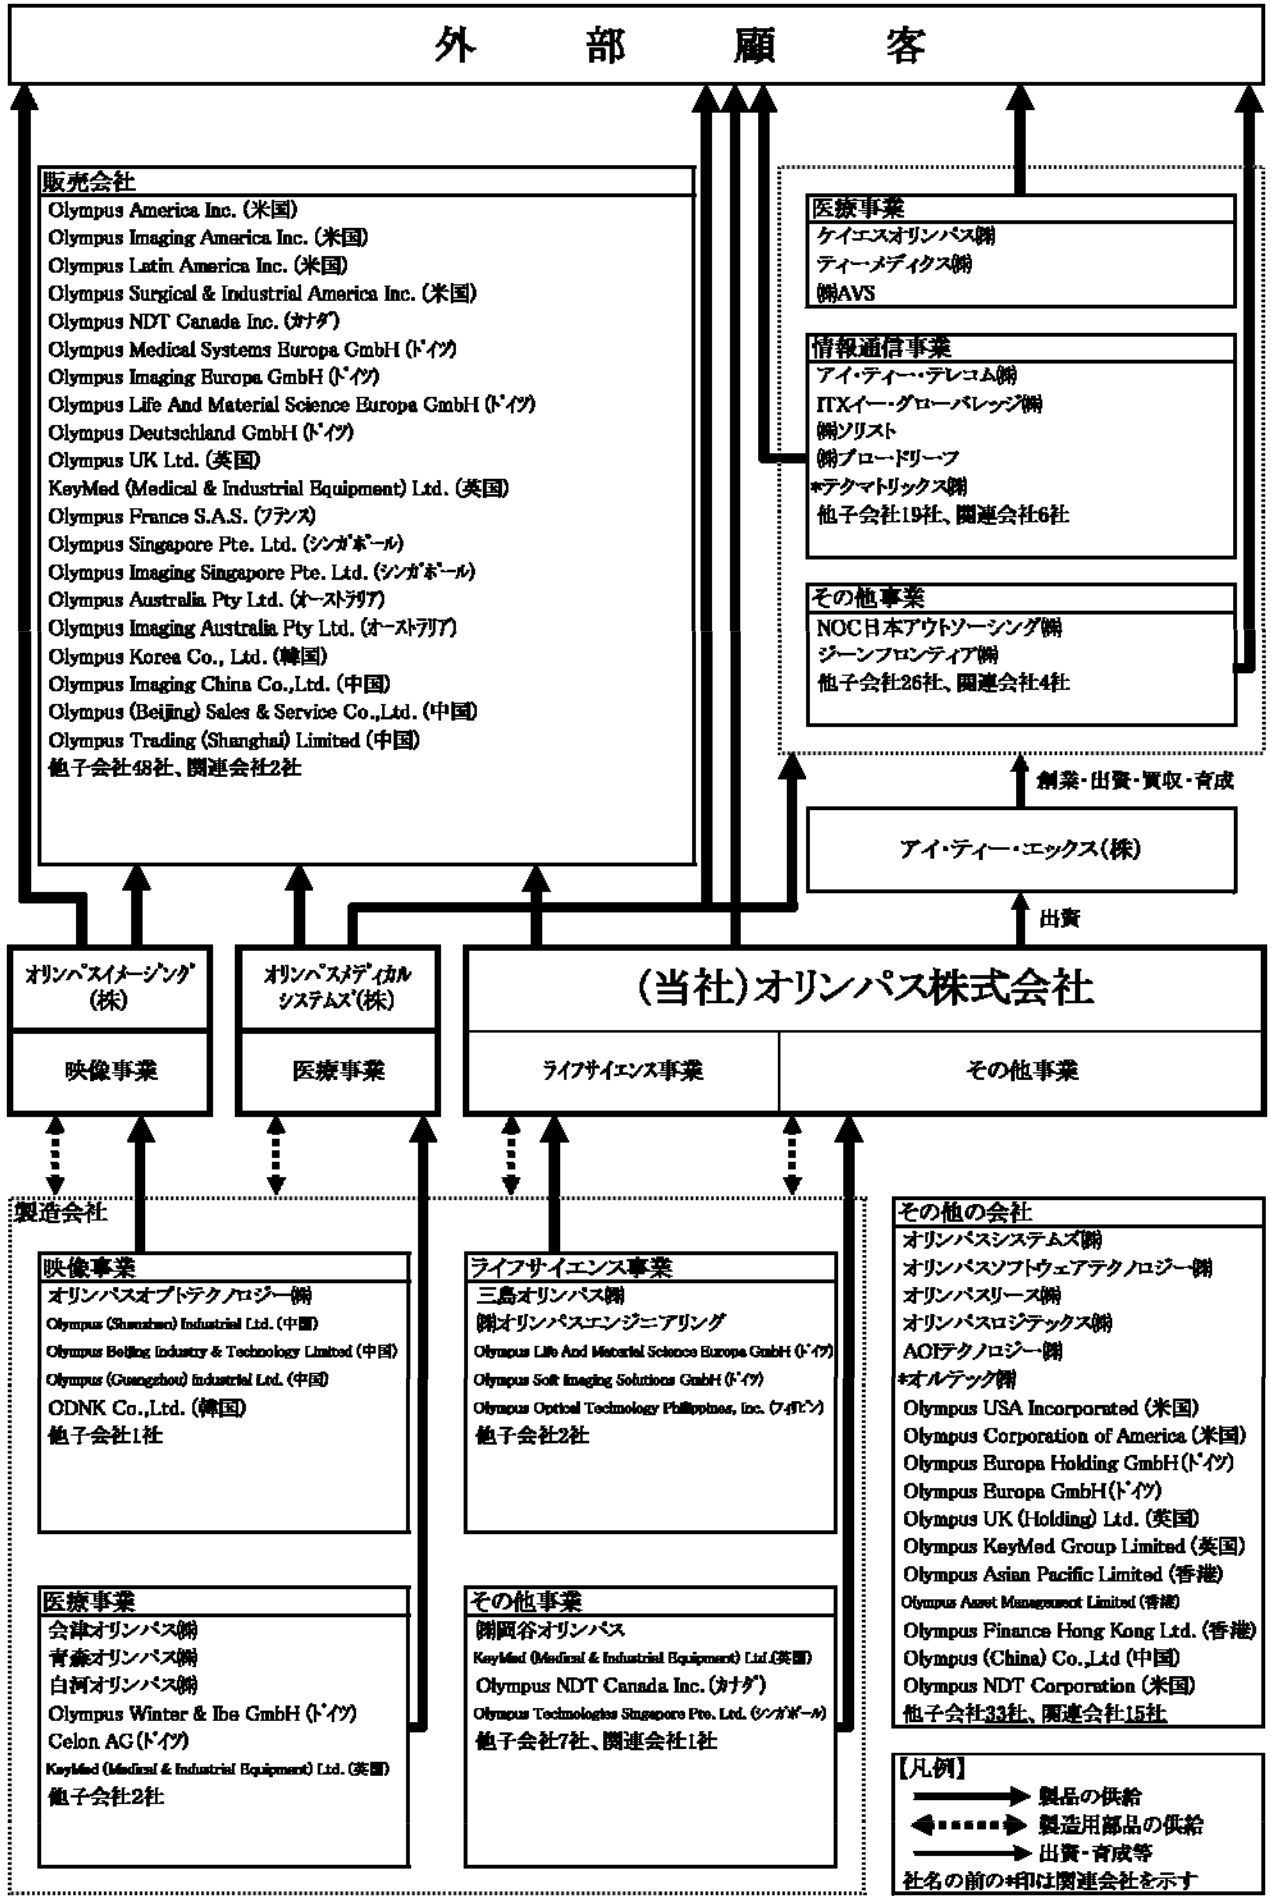 外部顧客
販売会社
Olympus America Inc. (米国)
Olympus Imaging America Inc. (米国)
Olympus Latin America Inc. (米国)
Olympus Surgical & Industrial America Inc. (米国)
Olympus NDT Canada Inc. (カナダ)
Olympus Medical Systems Europa GmbH (ドイツ)
Olympus Imaging Europa GmbH (ドイツ)
Olympus Life And Material Science Europa GmbH (ドイツ)
Olympus Deutschland GmbH (ドイツ)
Olympus UK Ltd. (英国)
KeyMed (Medical & Industrial Equipment) Ltd. (英国)
Olympus France S.A.S. (フランス)
Olympus Singapore Pte. Ltd. (シンガポール)
Olympus Imaging Singapore Pte. Ltd. (シンガポール)
Olympus Australia Pty Ltd. (オーストラリア)
Olympus Imaging Australia Pty Ltd. (オーストラリア)
Olympus Korea Co., Ltd. (韓国)
Olympus Imaging China Co.,Ltd. (中国)
Olympus (Beijing) Sales & Service Co.,Ltd. (中国)
Olympus Trading (Shanghai) Limited (中国)
他子会社48社、関連会社2社
医療事業
ケイエスオリンパス㈱
ティーメディクス㈱
㈱AVS
情報通信事業
アイ・ティー・テレコム㈱
ITXイー・グローバレッジ㈱
㈱ソリスト
㈱ブロードリーフ
*テクマトリックス㈱
他子会社19社、関連会社6社
その他事業
NOC日本アウトソーシング㈱
ジーンフロンティア㈱
他子会社26社、関連会社4社
創業・出資・買収・育成
アイ・ティー・エックス(株)
出資
オリンパスイメージング
(株)
映像事業
オリンパスメディカル
システムズ(株)
医療事業
(当社)オリンパス株式会社
ライフサイエンス事業
その他事業
製造会社
映像事業
オリンパスオプトテクノロジー㈱
Olympus (Shenzhen) Industrial Ltd. (中国)
Olympus Beijing Industry & Technology Limited (中国)
Olympus (Guangzhou) Industrial Ltd. (中国)
ODNK Co.,Ltd. (韓国)
他子会社1社
ライフサイエンス事業
三島オリンパス㈱
㈱オリンパスエンジニアリング
Olympus Life And Material Science Europa GmbH (ドイツ)
Olympus Soft Imaging Solutions GmbH (ドイツ)
Olympus Optical Technology Philippines, Inc. (フィリピン)
他子会社2社
医療事業
会津オリンパス㈱
青森オリンパス㈱
白河オリンパス㈱
Olympus Winter & Ibe GmbH (ドイツ)
Celon AG (ドイツ)
KeyMed (Medical & Industrial Equipment) Ltd. (英国)
他子会社2社
その他事業
㈱岡谷オリンパス
KeyMed (Medical & Industrial Equipment) Ltd.(英国)
Olympus NDT Canada Inc. (カナダ)
Olympus Technologies Singapore Pte. Ltd. (シンガポール)
他子会社7社、関連会社1社
その他の会社
オリンパスシステムズ㈱
オリンパスソフトウェアテクノロジー㈱
オリンパスリース㈱
オリンパスロジテックス㈱
AOIテクノロジー㈱
*オルテック㈱
Olympus USA Incorporated (米国)
Olympus Corporation of America (米国)
Olympus Europa Holding GmbH (ドイツ)
Olympus Europa GmbH (ドイツ)
Olympus UK (Holding) Ltd. (英国)
Olympus KeyMed Group Limited (英国)
Olympus Asian Pacific Limited (香港)
Olympus Asset Management Limited (香港)
Olympus Finance Hong Kong Ltd. (香港)
Olympus (China) Co.,Ltd (中国)
Olympus NDT Corporation (米国)
他子会社33社、関連会社15社
【凡例】
製品の供給
製造用部品の供給
出資・育成等
社名の前の*印は関連会社を示す